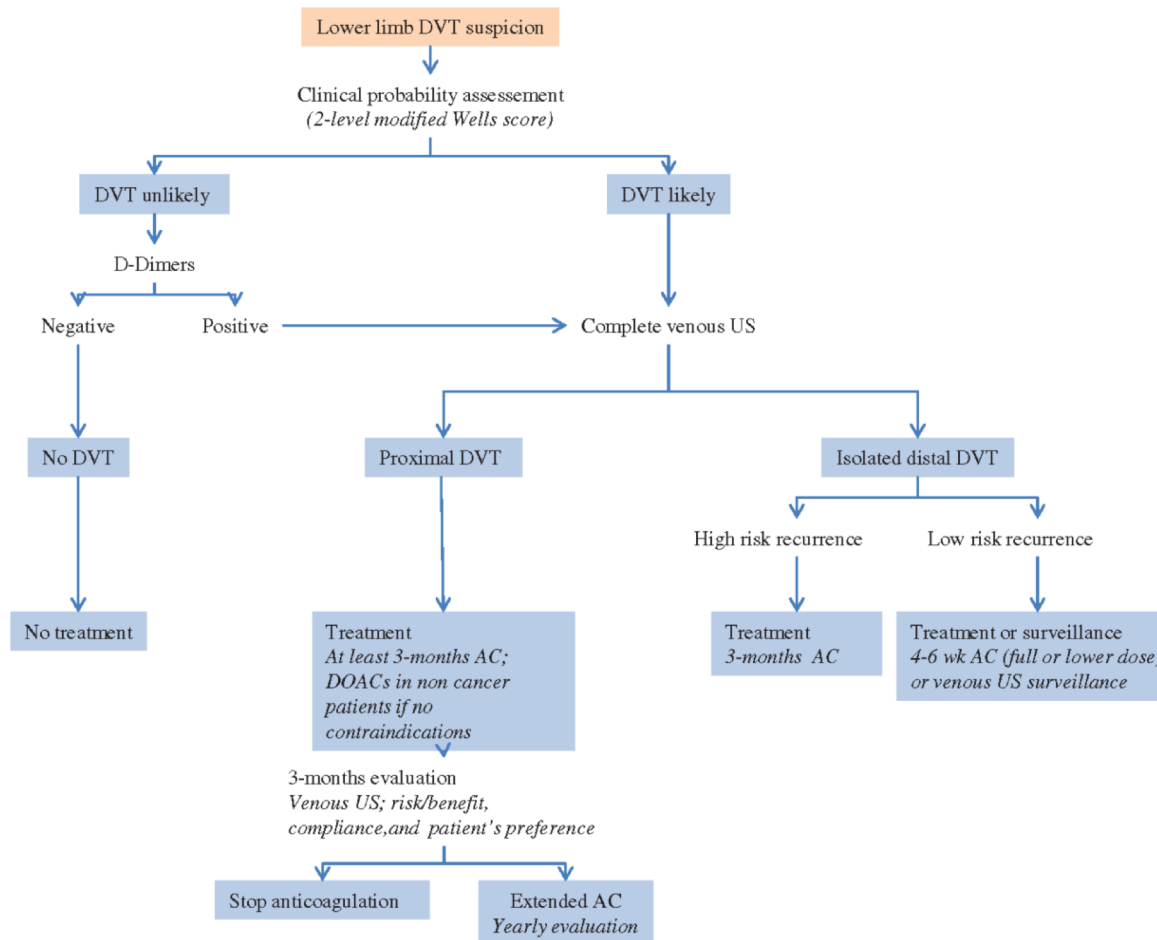 Lower limb DVT suspicion
Clinical probability assessement
(2-level modified Wells score)
DVT unlikely
DVT likely
D-Dimers
Negative
Positive
Complete venous US
No DVT
Proximal DVT
Isolated distal DVT
High risk recurrence
Low risk recurrence
No treatment
Treatment
At least 3-months AC;
DOACs in non cancer
patients if no
contraindications
Treatment
3-months AC
Treatment or surveillance
4-6 wk AC (full or lower dose)
or venous US surveillance
3-months evaluation
Venous US; risk/benefit,
compliance,and patient's preference
Stop anticoagulation
Extended AC
Yearly evaluation